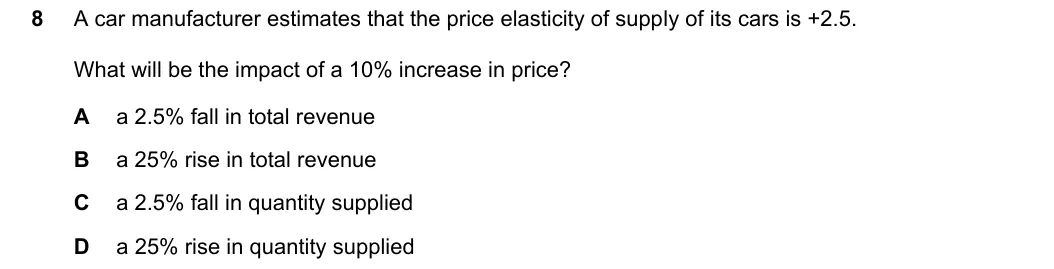 8 A car manufacturer estimates that the price elasticity of supply of its cars is +2.5.
What will be the impact of a 10% increase in price?
A a 2.5% fall in total revenue
B a 25% rise in total revenue
C a 2.5% fall in quantity supplied
D a 25% rise in quantity supplied